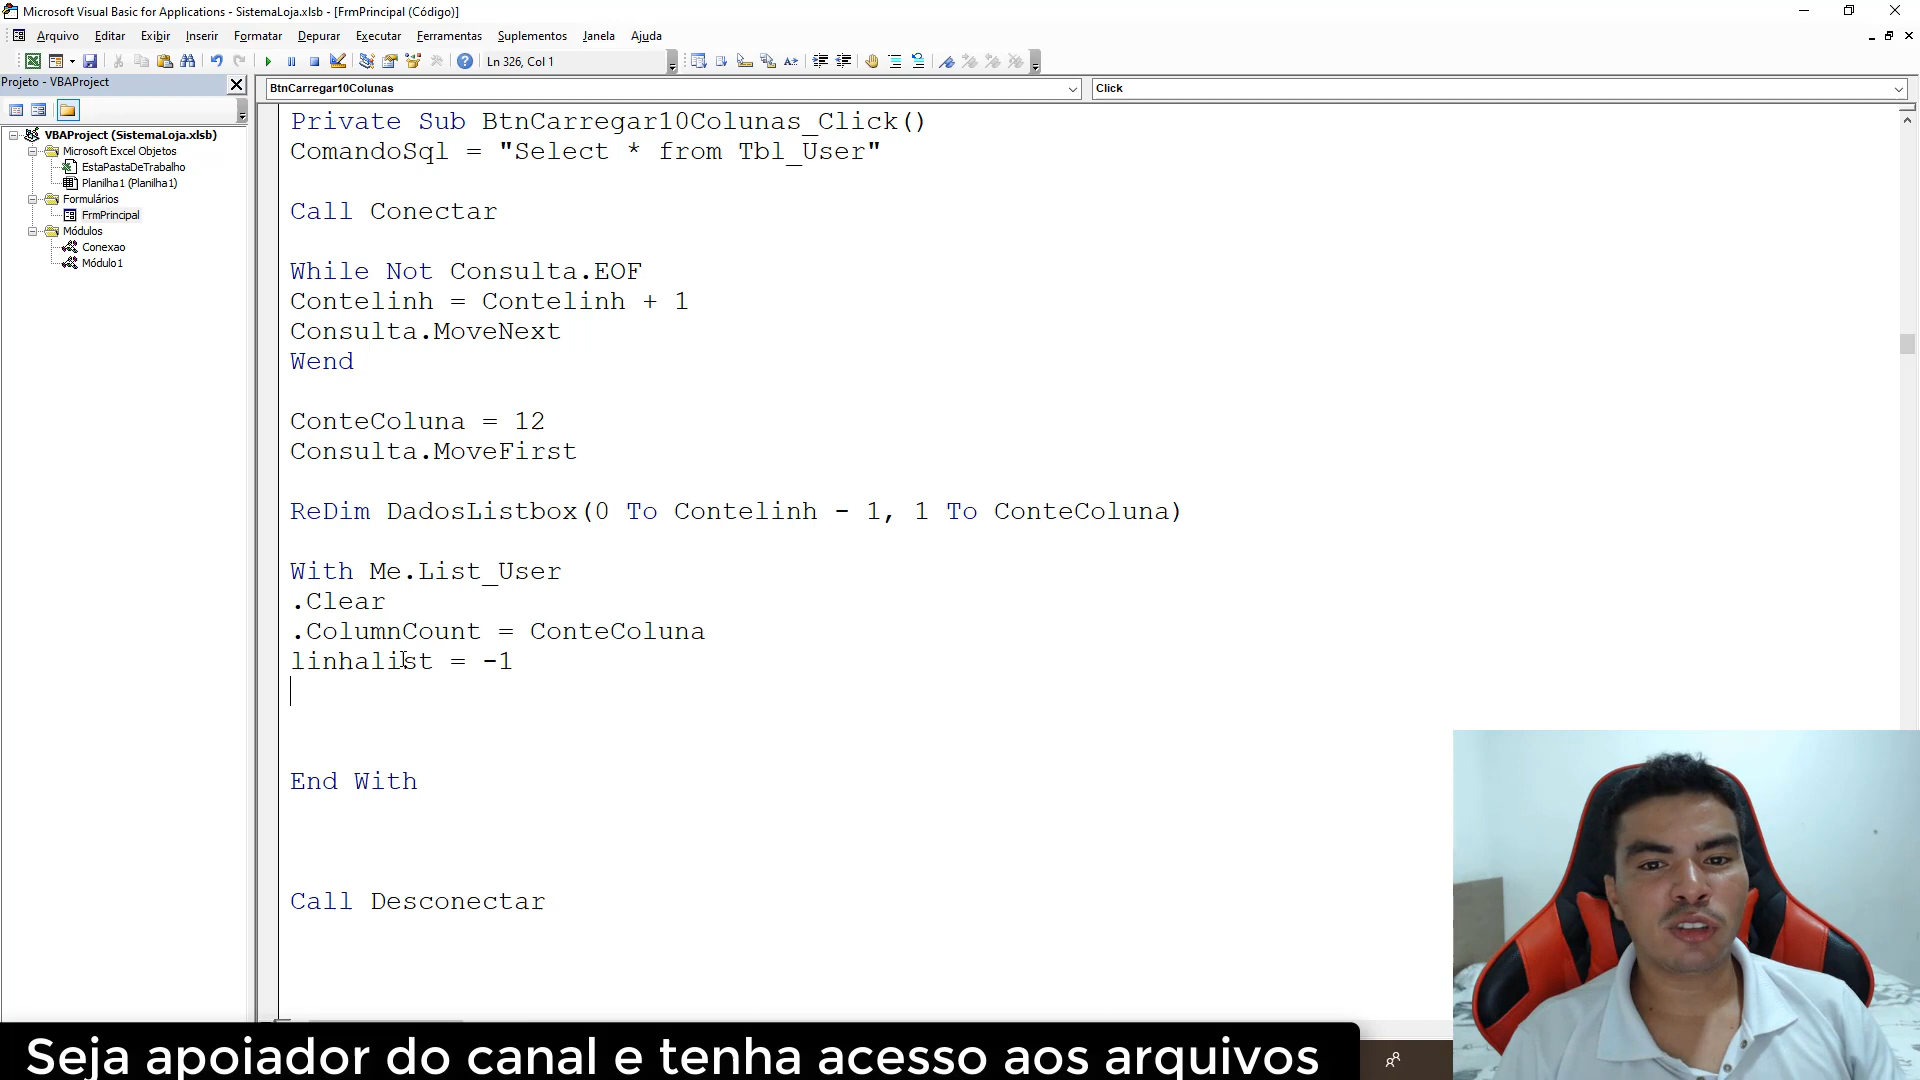 Microsoft Visual Basic for Applications - SistemaLoja.xlsb - [FrmPrincipal (Código)]
Arquivo Editar Exibir Inserir Formatar Depurar Executar Ferramentas Suplementos Janela Ajuda
Ln 326, Col 1
Projeto - VBAProject
BtnCarregar10Colunas
Click
VBAProject (SistemaLoja.xlsb)
Microsoft Excel Objetos
EstaPastaDeTrabalho
Planilha1 (Planilha1)
Formulários
FrmPrincipal
Módulos
Conexao
Módulo1
Private Sub BtnCarregar10Colunas_Click()
ComandoSql = "Select * from Tbl_User"
Call Conectar
While Not Consulta.EOF
Contelinh = Contelinh + 1
Consulta.MoveNext
Wend
ConteColuna = 12
Consulta.MoveFirst
ReDim DadosListbox(0 To Contelinh - 1, 1 To ConteColuna)
With Me.List_User
.Clear
.ColumnCount = ConteColuna
linhalist = -1
End With
Call Desconectar
Seja apoiador do canal e tenha acesso aos arquivos